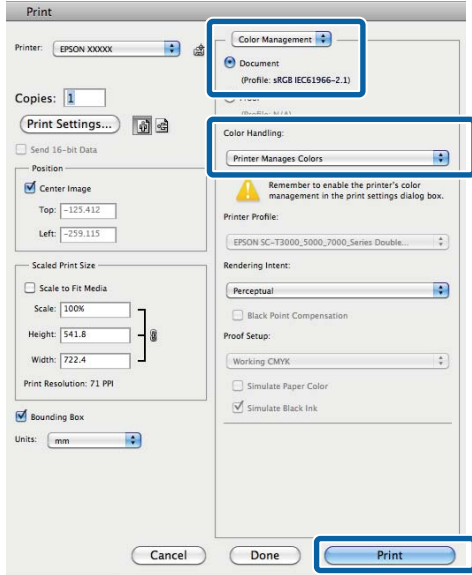 Print
Printer: EPSON XXXXX
Copies: 1
Print Settings...
Send 16-bit Data
Position
Center Image
Top: -125.412
Left: -259.115
Scaled Print Size
Scale to Fit Media
Scale: 100%
Height: 541.8
Width: 722.4
Print Resolution: 71 PPI
Bounding Box
Units: mm
Color Management
Document
(Profile: sRGB IEC61966-2.1)
(Profile: N/A)
Color Handling:
Printer Manages Colors
Remember to enable the printer's color
management in the print settings dialog box.
Printer Profile:
EPSON SC-T3000_5000_7000_Series Double...
Rendering Intent:
Perceptual
Black Point Compensation
Proof Setup:
Working CMYK
Simulate Paper Color
Simulate Black Ink
Cancel
Done
Print